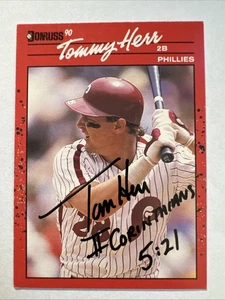 DONRUSS '90
Tommy Herr
2B
PHILLIES
Tom Herr
II CORINTHIANS
5:21